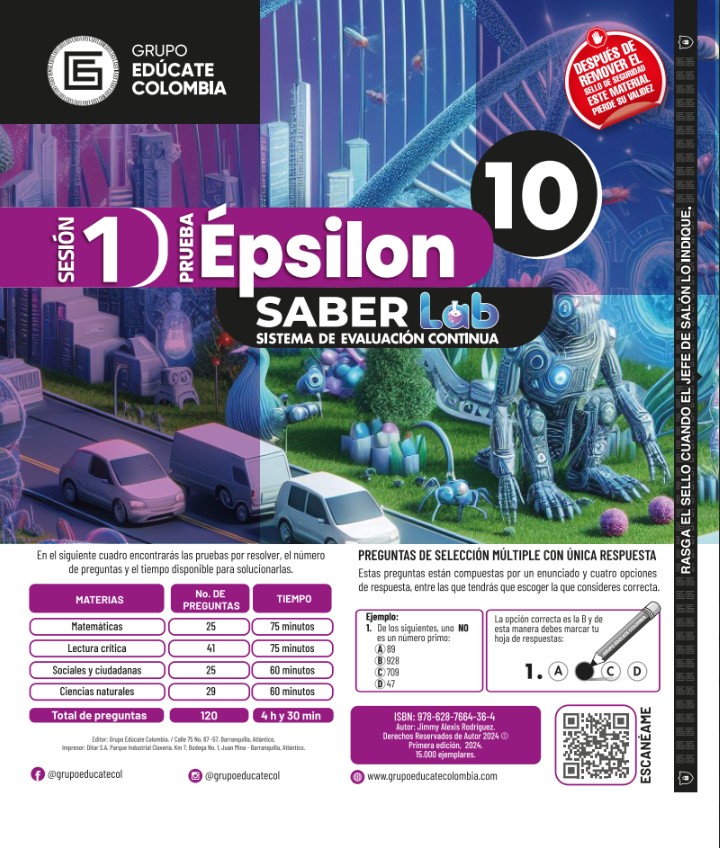 GRUPO
EDÚCATE
COLOMBIA
DESPUÉS DE
REMOVER EL
SELLO DE SEGURIDAD
ESTE MATERIAL
PIERDE SU VALIDEZ
10
SESIÓN
1
PRUEBA
Épsilon
SABER Lab
SISTEMA DE EVALUACIÓN CONTINUA
RASGA EL SELLO CUANDO EL JEFE DE SALÓN LO INDIQUE.
En el siguiente cuadro encontrarás las pruebas por resolver, el número
de preguntas y el tiempo disponible para solucionarlas.
MATERIAS No. DE PREGUNTAS TIEMPO
Matemáticas 25 75 minutos
Lectura crítica 41 75 minutos
Sociales y ciudadanas 25 60 minutos
Ciencias naturales 29 60 minutos
Total de preguntas 120 4 h y 30 min
Editor: Grupo Edúcate Colombia. / Calle 75 No. 67-57. Barranquilla, Atlántico.
Impresor: Ditar S.A. Parque Industrial Clavería, Km 7, Bodega No. 1, Juan Mina - Barranquilla, Atlántico.
@grupoeducatecol
@grupoeducatecol
PREGUNTAS DE SELECCIÓN MÚLTIPLE CON ÚNICA RESPUESTA
Estas preguntas están compuestas por un enunciado y cuatro opciones
de respuesta, entre las que tendrás que escoger la que consideres correcta.
Ejemplo:
1. De los siguientes, uno NO
es un número primo:
A 89
B 928
C 709
D 47
La opción correcta es la B y de
esta manera debes marcar tu
hoja de respuestas:
GRUPO EDÚCATE COLOMBIA
1. A C D
ISBN: 978-628-7664-36-4
Autor: Jimmy Alexis Rodríguez.
Derechos Reservados de Autor 2024 ©
Primera edición, 2024.
15.000 ejemplares.
ESCANÉAME
www.grupoeducatecolombia.com